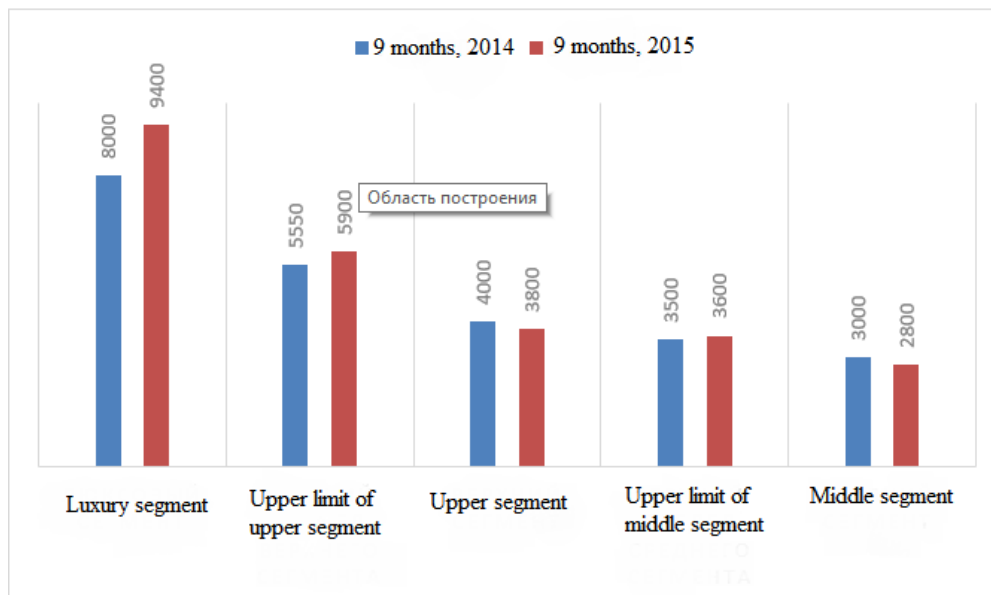 9 months, 2014 9 months, 2015
8000
9400
5550
5900
Область построения
4000
3800
3500
3600
3000
2800
Luxury segment
Upper limit of
upper segment
Upper segment
Upper limit of
middle segment
Middle segment